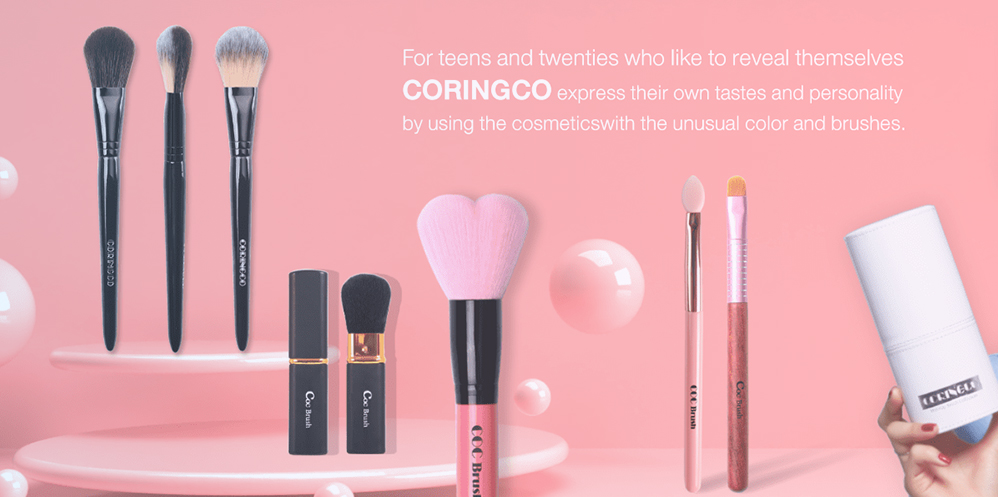 For teens and twenties who like to reveal themselves
CORINGCO express their own tastes and personality
by using the cosmeticswith the unusual color and brushes.
CORINGCO
CORINGCO
Coc Brush
Coc Brush
COC Brush
COC Brush
Coc Brush
CORINGCO